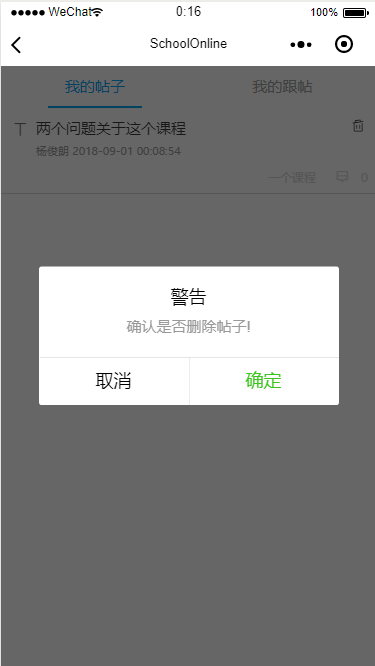 ●●●●● WeChat 0:16 100%
SchoolOnline
我的帖子 我的跟帖
T 两个问题关于这个课程
杨俊朗 2018-09-01 00:08:54
一个课程 0
警告
确认是否删除帖子!
取消 确定